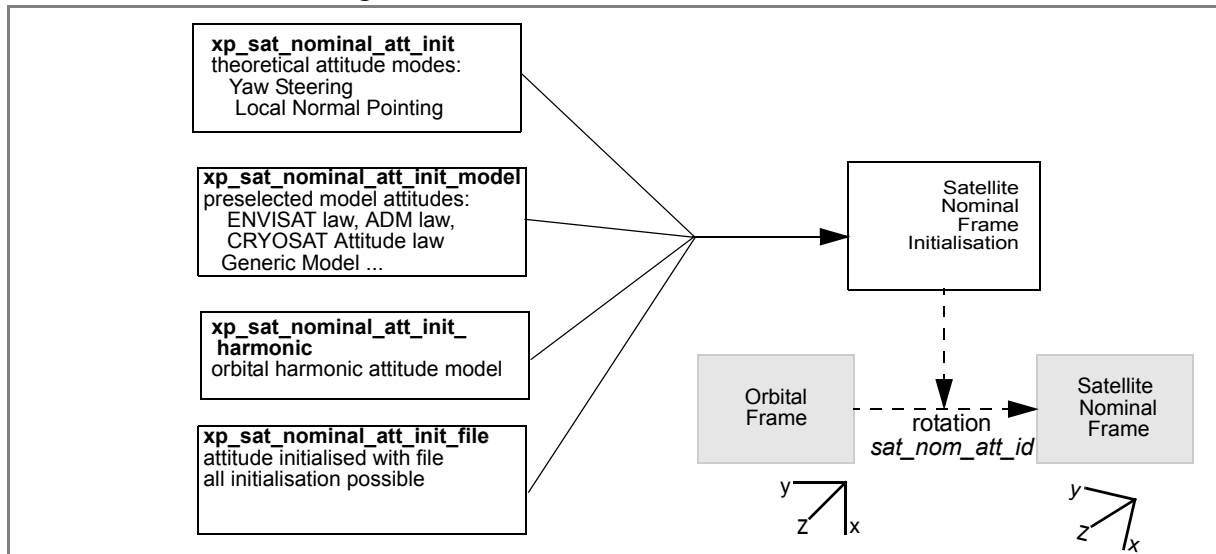 xp_sat_nominal_att_init
theoretical attitude modes:
Yaw Steering
Local Normal Pointing
xp_sat_nominal_att_init_model
preselected model attitudes:
ENVISAT law, ADM law,
CRYOSAT Attitude law
Generic Model ...
xp_sat_nominal_att_init_
harmonic
orbital harmonic attitude model
xp_sat_nominal_att_init_file
attitude initialised with file
all initialisation possible
Satellite
Nominal
Frame
Initialisation
Orbital
Frame
rotation
sat_nom_att_id
Satellite
Nominal
Frame
y
z
x
y
z
x